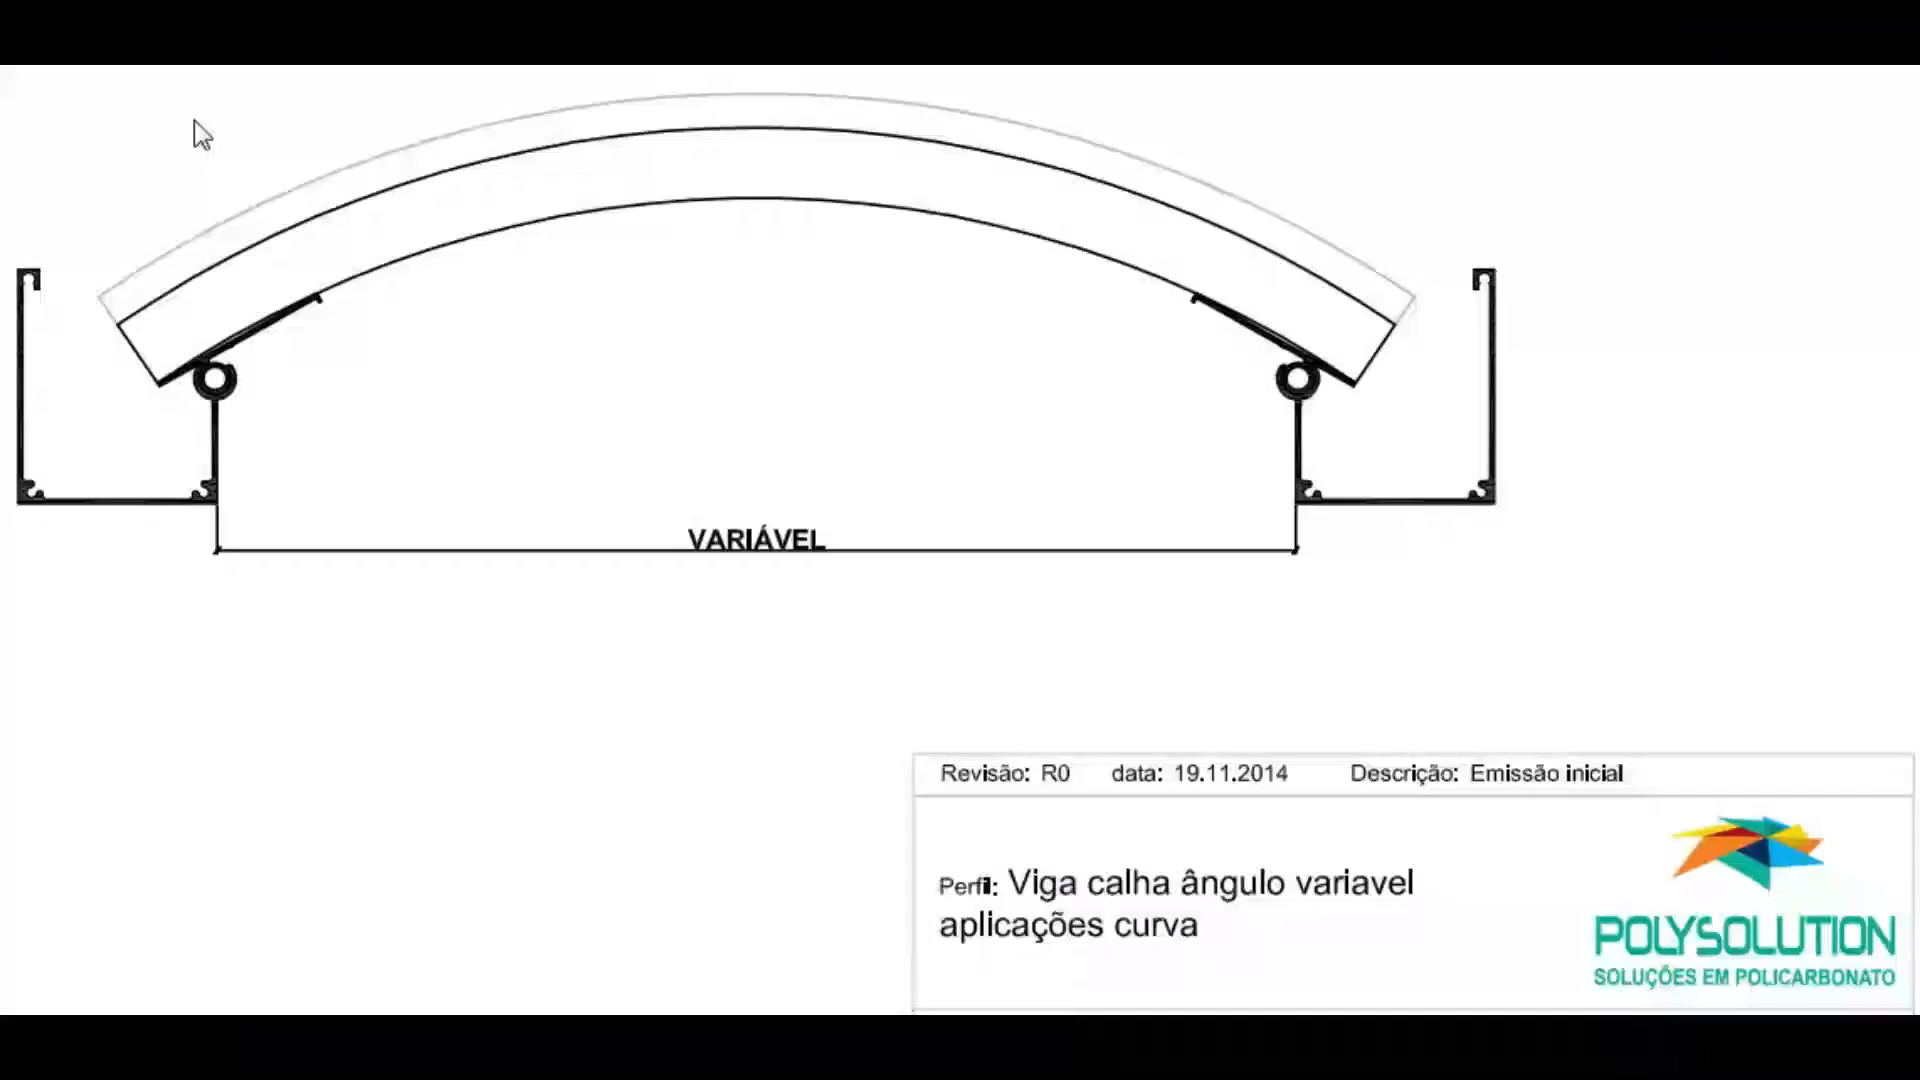 VARIÁVEL
Revisão: R0 data: 19.11.2014 Descrição: Emissão inicial
Perfil: Viga calha ângulo variavel
aplicações curva
POLYSOLUTION
SOLUÇÕES EM POLICARBONATO